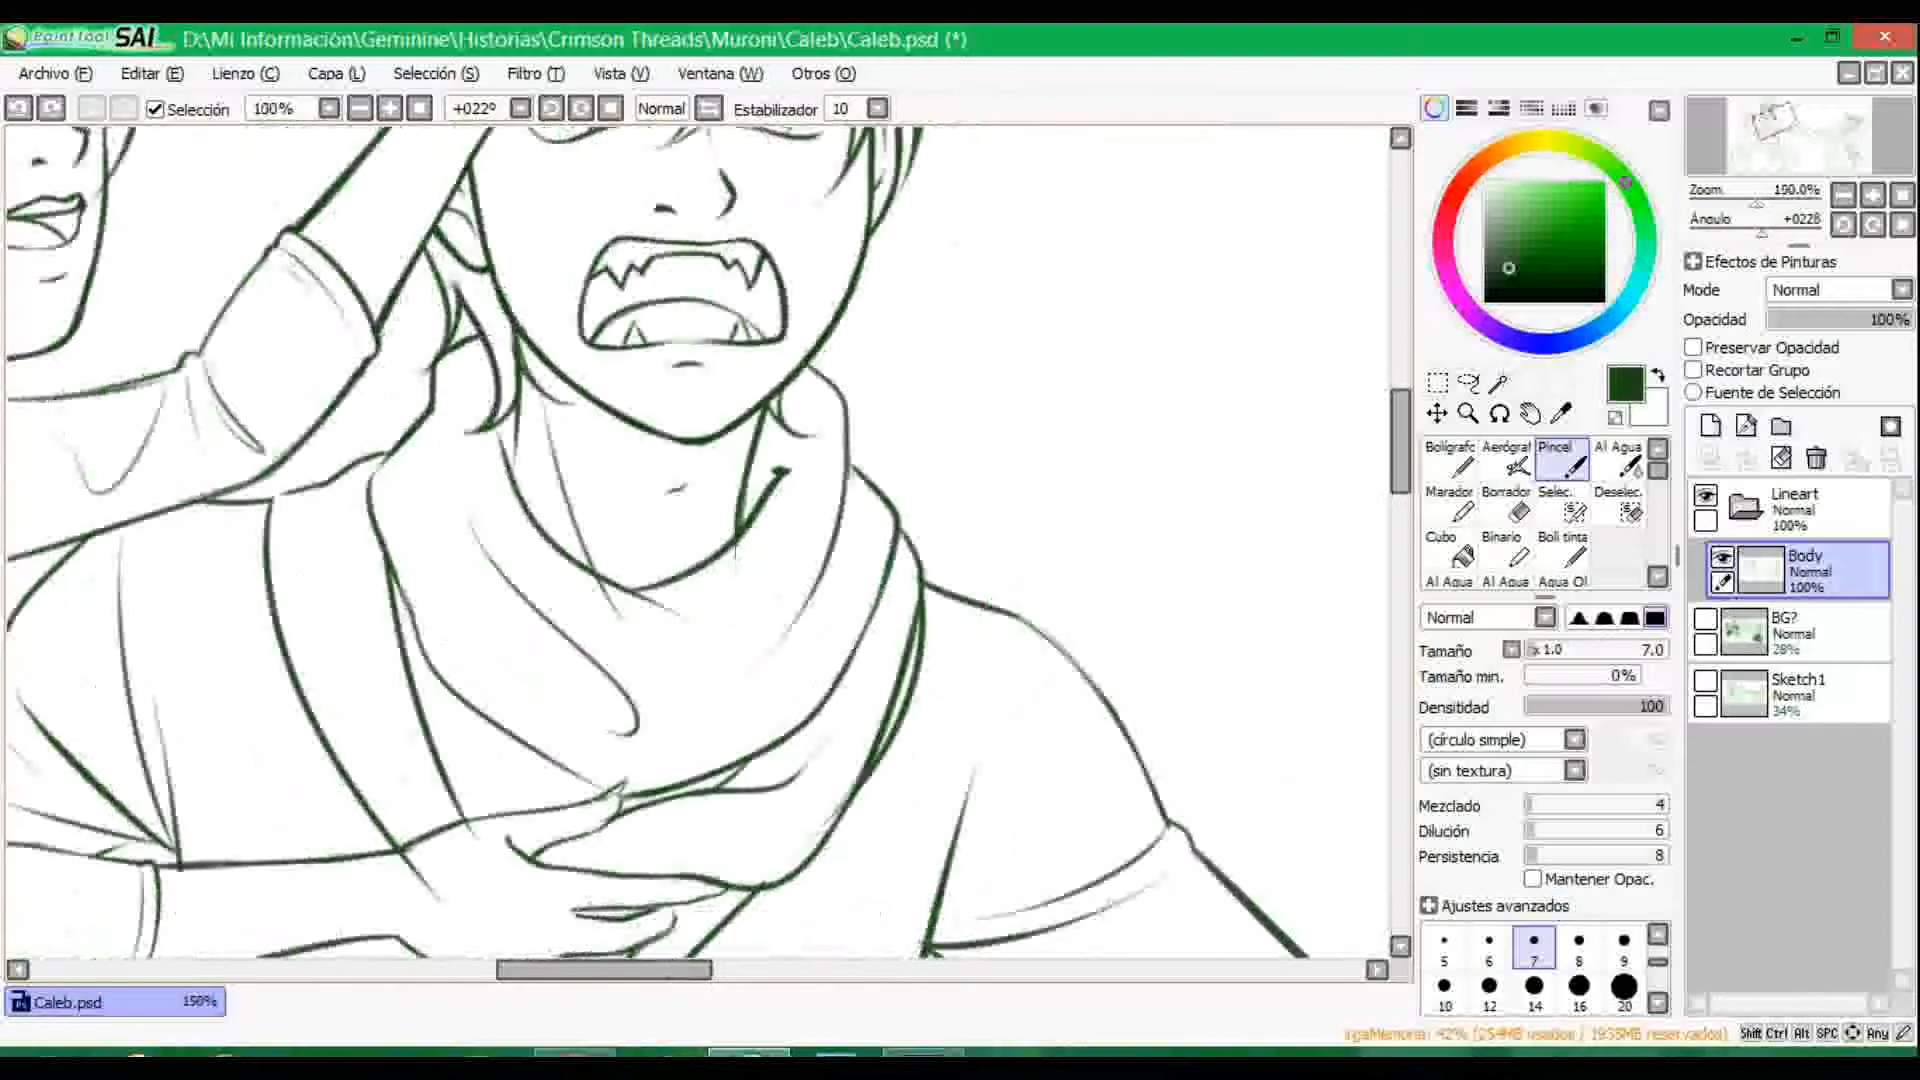 Paint Tool SAI D:\Mi Información\Geminine\Historias\Crimson Threads\Muroni\Caleb\Caleb.psd (*)
Archivo (F) Editar (E) Lienzo (C) Capa (L) Selección (S) Filtro (T) Vista (V) Ventana (W) Otros (O)
Selección 100% +022º Normal Estabilizador 10
Zoom 190.0%
Ángulo +022B
Efectos de Pinturas
Mode Normal
Opacidad 100%
Preservar Opacidad
Recortar Grupo
Fuente de Selección
Bolígrafc Aerógraf Pincel Al Agua
Marador Borrador Selec. Deselec.
Cubo Binario Boli tinta
Al Agua Al Agua Agua Ol
Lineart
Normal
100%
Body
Normal
100%
BG?
Normal
28%
Sketch1
Normal
34%
Normal
Tamaño x 1.0 7.0
Tamaño min. 0%
Densitidad 100
(círculo simple)
(sin textura)
Mezclado 4
Dilución 6
Persistencia 8
Mantener Opac.
Ajustes avanzados
5 6 7 8 9
10 12 14 16 20
Caleb.psd 150%
Shift Ctrl Alt SPC Any